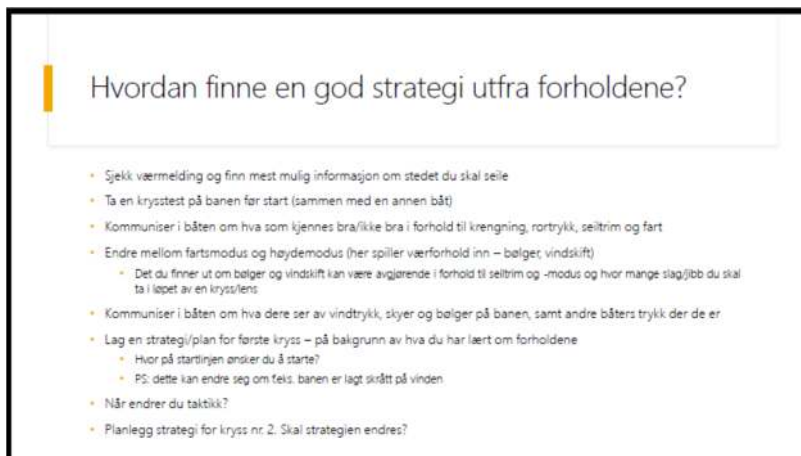 Hvordan finne en god strategi utfra forholdene?
• Sjekk værmelding og finn mest mulig informasjon om stedet du skal seile
• Ta en krysstest på banen før start (sammen med en annen båt)
• Kommuniser i båten om hva som kjennes bra/ikke bra i forhold til krengning, rortrykk, seiltrim og fart
• Endre mellom fartsmodus og høydemodus (her spiller værforhold inn – bølger, vindskift)
• Det du finner ut om bølger og vindskift kan være avgjørende i forhold til seiltrim og -modus og hvor mange slag/jibb du skal
ta i løpet av en kryss/lens
• Kommuniser i båten om hva dere ser av vindtrykk, skyer og bølger på banen, samt andre båters trykk der de er
• Lag en strategi/plan for første kryss – på bakgrunn av hva du har lært om forholdene
• Hvor på startlinjen ønsker du å starte?
• PS: dette kan endre seg om f.eks. banen er lagt skrått på vinden
• Når endrer du taktikk?
• Planlegg strategi for kryss nr. 2. Skal strategien endres?